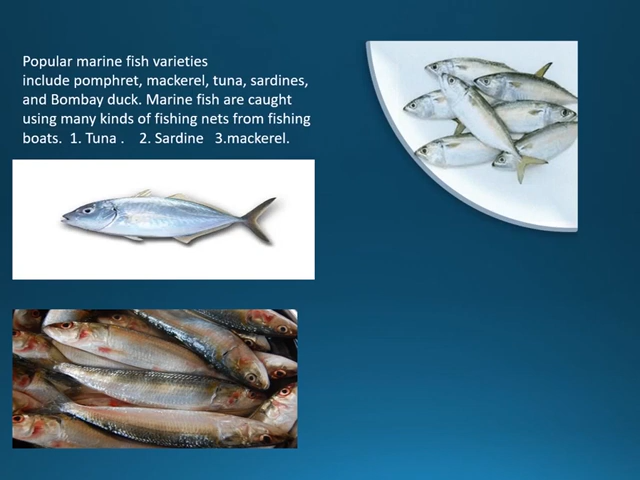 Popular marine fish varieties
include pomphret, mackerel, tuna, sardines,
and Bombay duck. Marine fish are caught
using many kinds of fishing nets from fishing
boats.  1. Tuna .    2. Sardine   3.mackerel.